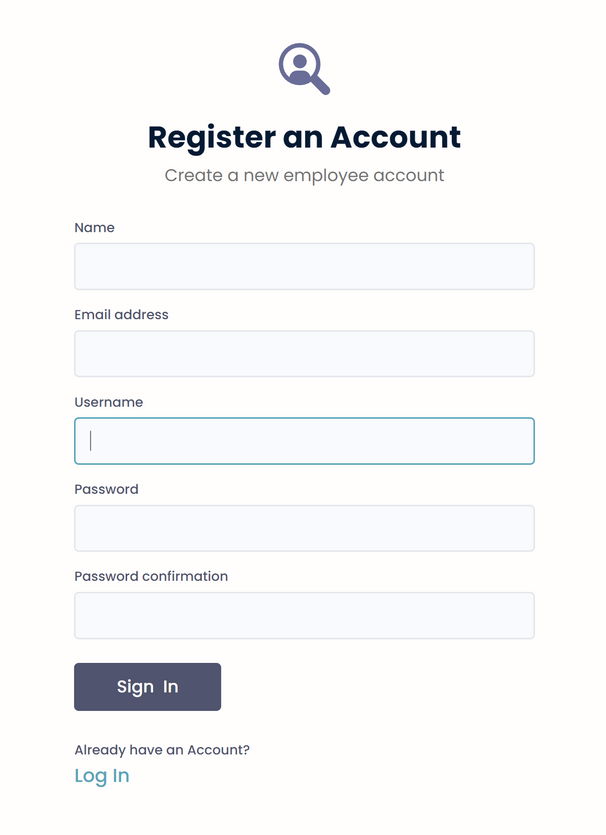 Register an Account
Create a new employee account
Name
Email address
Username
Password
Password confirmation
Sign In
Already have an Account?
Log In